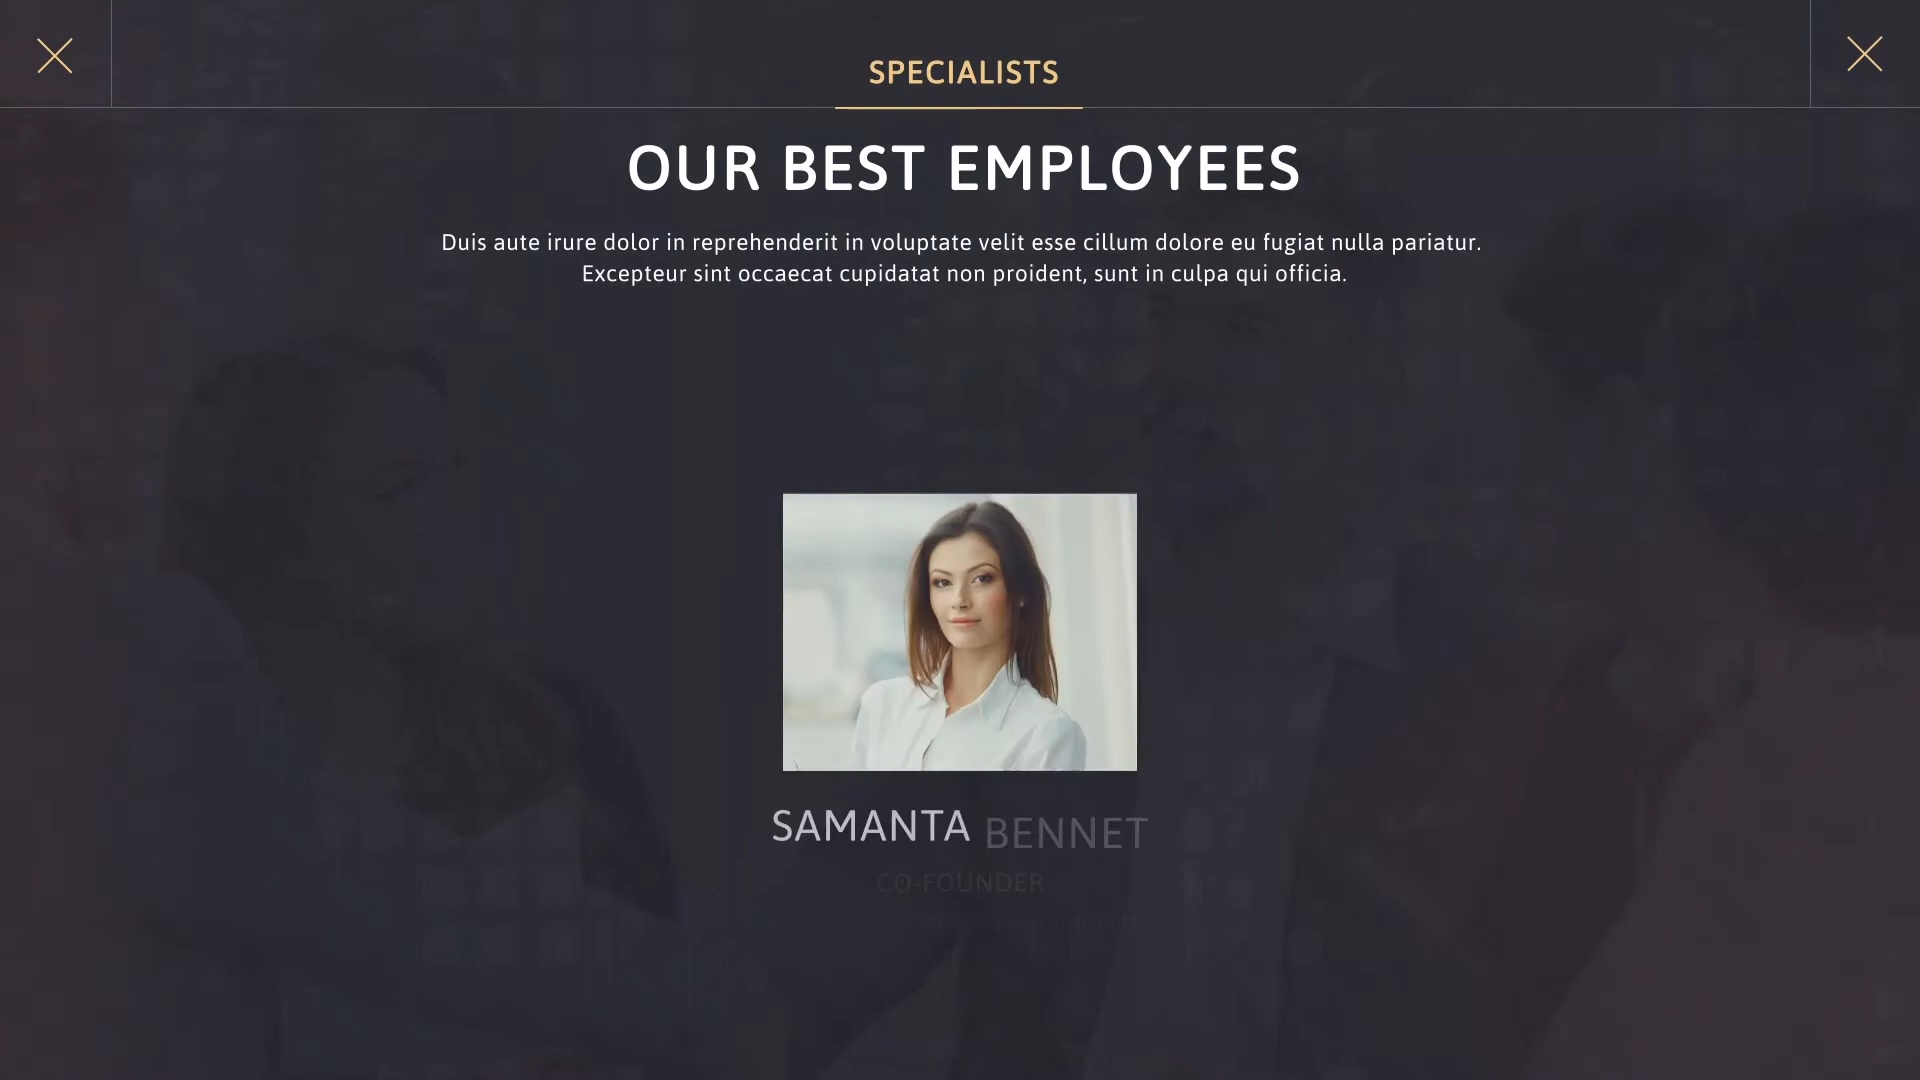 SPECIALISTS
OUR BEST EMPLOYEES
Duis aute irure dolor in reprehenderit in voluptate velit esse cillum dolore eu fugiat nulla pariatur.
Excepteur sint occaecat cupidatat non proident, sunt in culpa qui officia.
SAMANTA BENNET
CO-FOUNDER